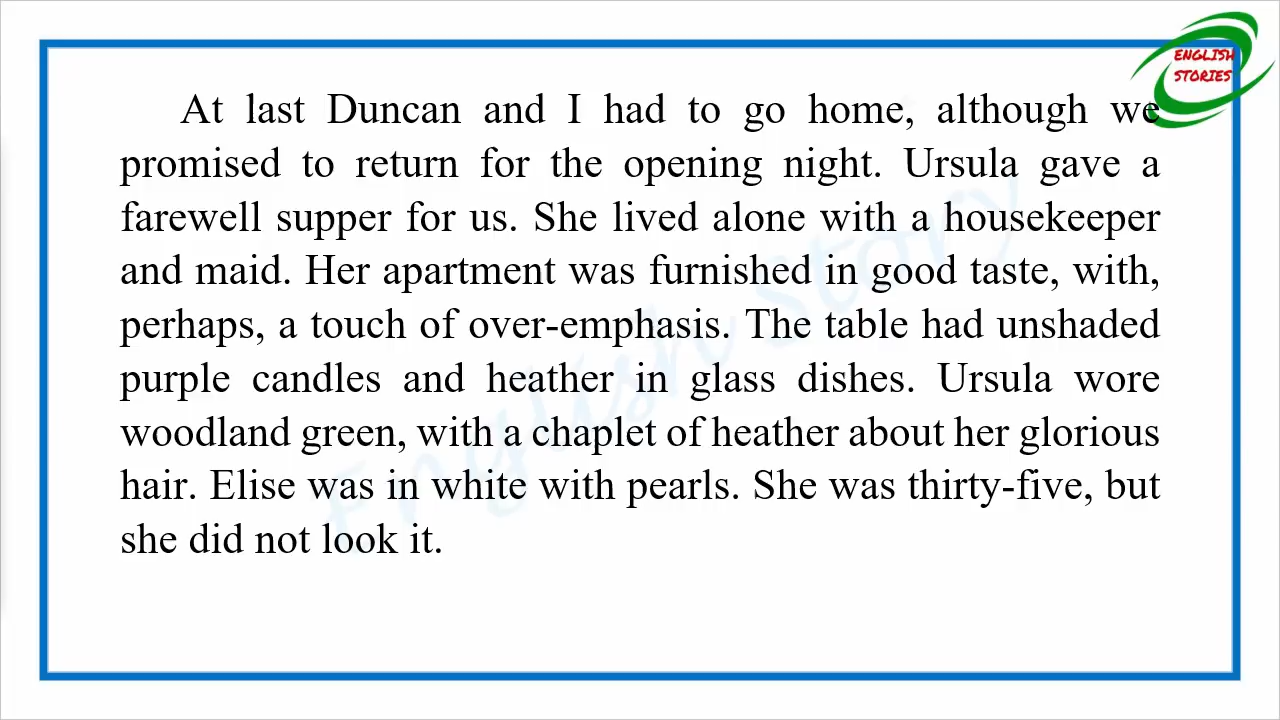 ENGLISH
STORIES
At last Duncan and I had to go home, although we
promised to return for the opening night. Ursula gave a
farewell supper for us. She lived alone with a housekeeper
and maid. Her apartment was furnished in good taste, with,
perhaps, a touch of over-emphasis. The table had unshaded
purple candles and heather in glass dishes. Ursula wore
woodland green, with a chaplet of heather about her glorious
hair. Elise was in white with pearls. She was thirty-five, but
she did not look it.
English Story